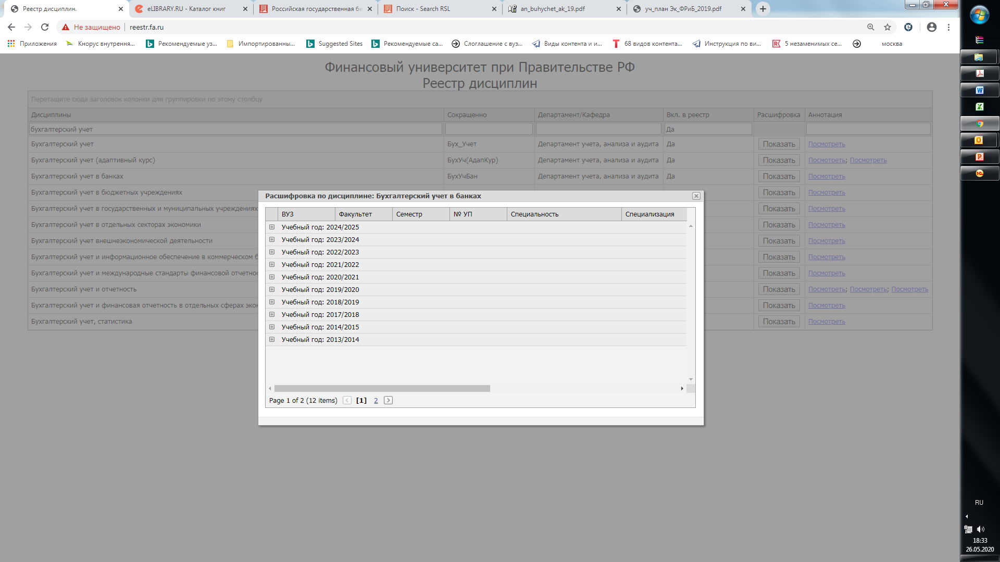 Реестр дисциплин.
eLIBRARY.RU - Каталог книг
Российская государственная би
Поиск - Search RSL
an_buhychet_ak_19.pdf
уч_план Эк_ФРиБ_2019.pdf
Не защищено
reestr.fa.ru
Приложения
Кнорус внутрення...
Рекомендуемые уз...
Импортированны...
Suggested Sites
Рекомендуемые са...
Слоглашение с вуз...
Виды контента и и...
68 видов контента...
Инструкция по ви...
5 незаменимых се...
москва
Финансовый университет при Правительстве РФ
Реестр дисциплин
Перетащите сюда заголовок колонки для группировки по этому столбцу
Дисциплины Сокращенно Департамент/Кафедра Вкл. в реестр Расшифровка Аннотация
бухгалтерский учет Да
Бухгалтерский учет Бух_Учет Департамент учета, анализа и аудита Да Показать Посмотреть
Бухгалтерский учет (адаптивный курс) БухУч(АдапКур) Департамент учета, анализа и аудита Да Показать Посмотреть; Посмотреть
Бухгалтерский учет в банках БухУчБан Департамент учета, анализа и аудита Да Показать Посмотреть
Бухгалтерский учет в бюджетных учреждениях Показать Посмотреть
Бухгалтерский учет в государственных и муниципальных учреждениях Показать Посмотреть
Бухгалтерский учет в отдельных секторах экономики Показать Посмотреть
Бухгалтерский учет внешнеэкономической деятельности Показать Посмотреть
Бухгалтерский учет и информационное обеспечение в коммерческом б Показать Посмотреть
Бухгалтерский учет и международные стандарты финансовой отчетнос Показать Посмотреть
Бухгалтерский учет и отчетность Показать Посмотреть; Посмотреть; Посмотреть
Бухгалтерский учет и финансовая отчетность в отдельных сферах экон Показать Посмотреть
Бухгалтерский учет, статистика Показать Посмотреть
Расшифровка по дисциплине: Бухгалтерский учет в банках
ВУЗ Факультет Семестр № УП Специальность Специализация
Учебный год: 2024/2025
Учебный год: 2023/2024
Учебный год: 2022/2023
Учебный год: 2021/2022
Учебный год: 2020/2021
Учебный год: 2019/2020
Учебный год: 2018/2019
Учебный год: 2017/2018
Учебный год: 2014/2015
Учебный год: 2013/2014
Page 1 of 2 (12 items) [1] 2
RU
18:33
26.05.2020